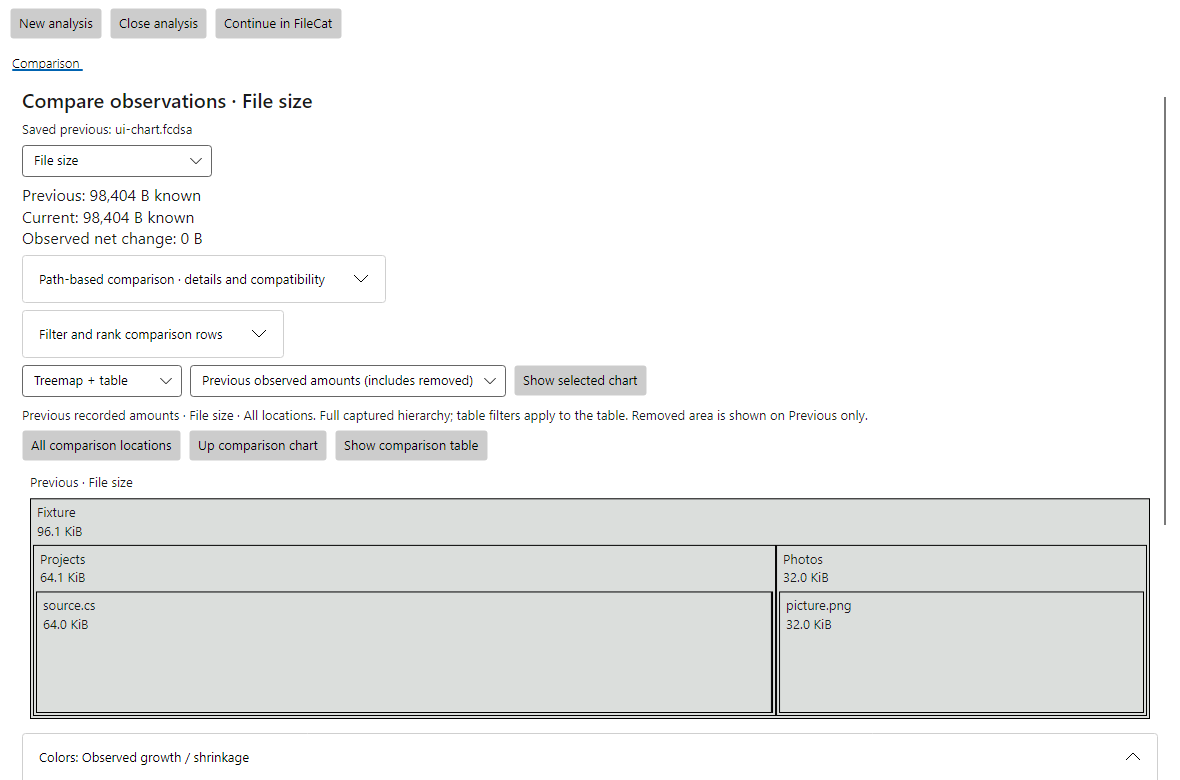 New analysis Close analysis Continue in FileCat
Comparison
Compare observations · File size
Saved previous: ui-chart.fcdsa
File size
Previous: 98,404 B known
Current: 98,404 B known
Observed net change: 0 B
Path-based comparison · details and compatibility
Filter and rank comparison rows
Treemap + table Previous observed amounts (includes removed) Show selected chart
Previous recorded amounts · File size · All locations. Full captured hierarchy; table filters apply to the table. Removed area is shown on Previous only.
All comparison locations Up comparison chart Show comparison table
Previous · File size
Fixture
96.1 KiB
Projects Photos
64.1 KiB 32.0 KiB
source.cs picture.png
64.0 KiB 32.0 KiB
Colors: Observed growth / shrinkage